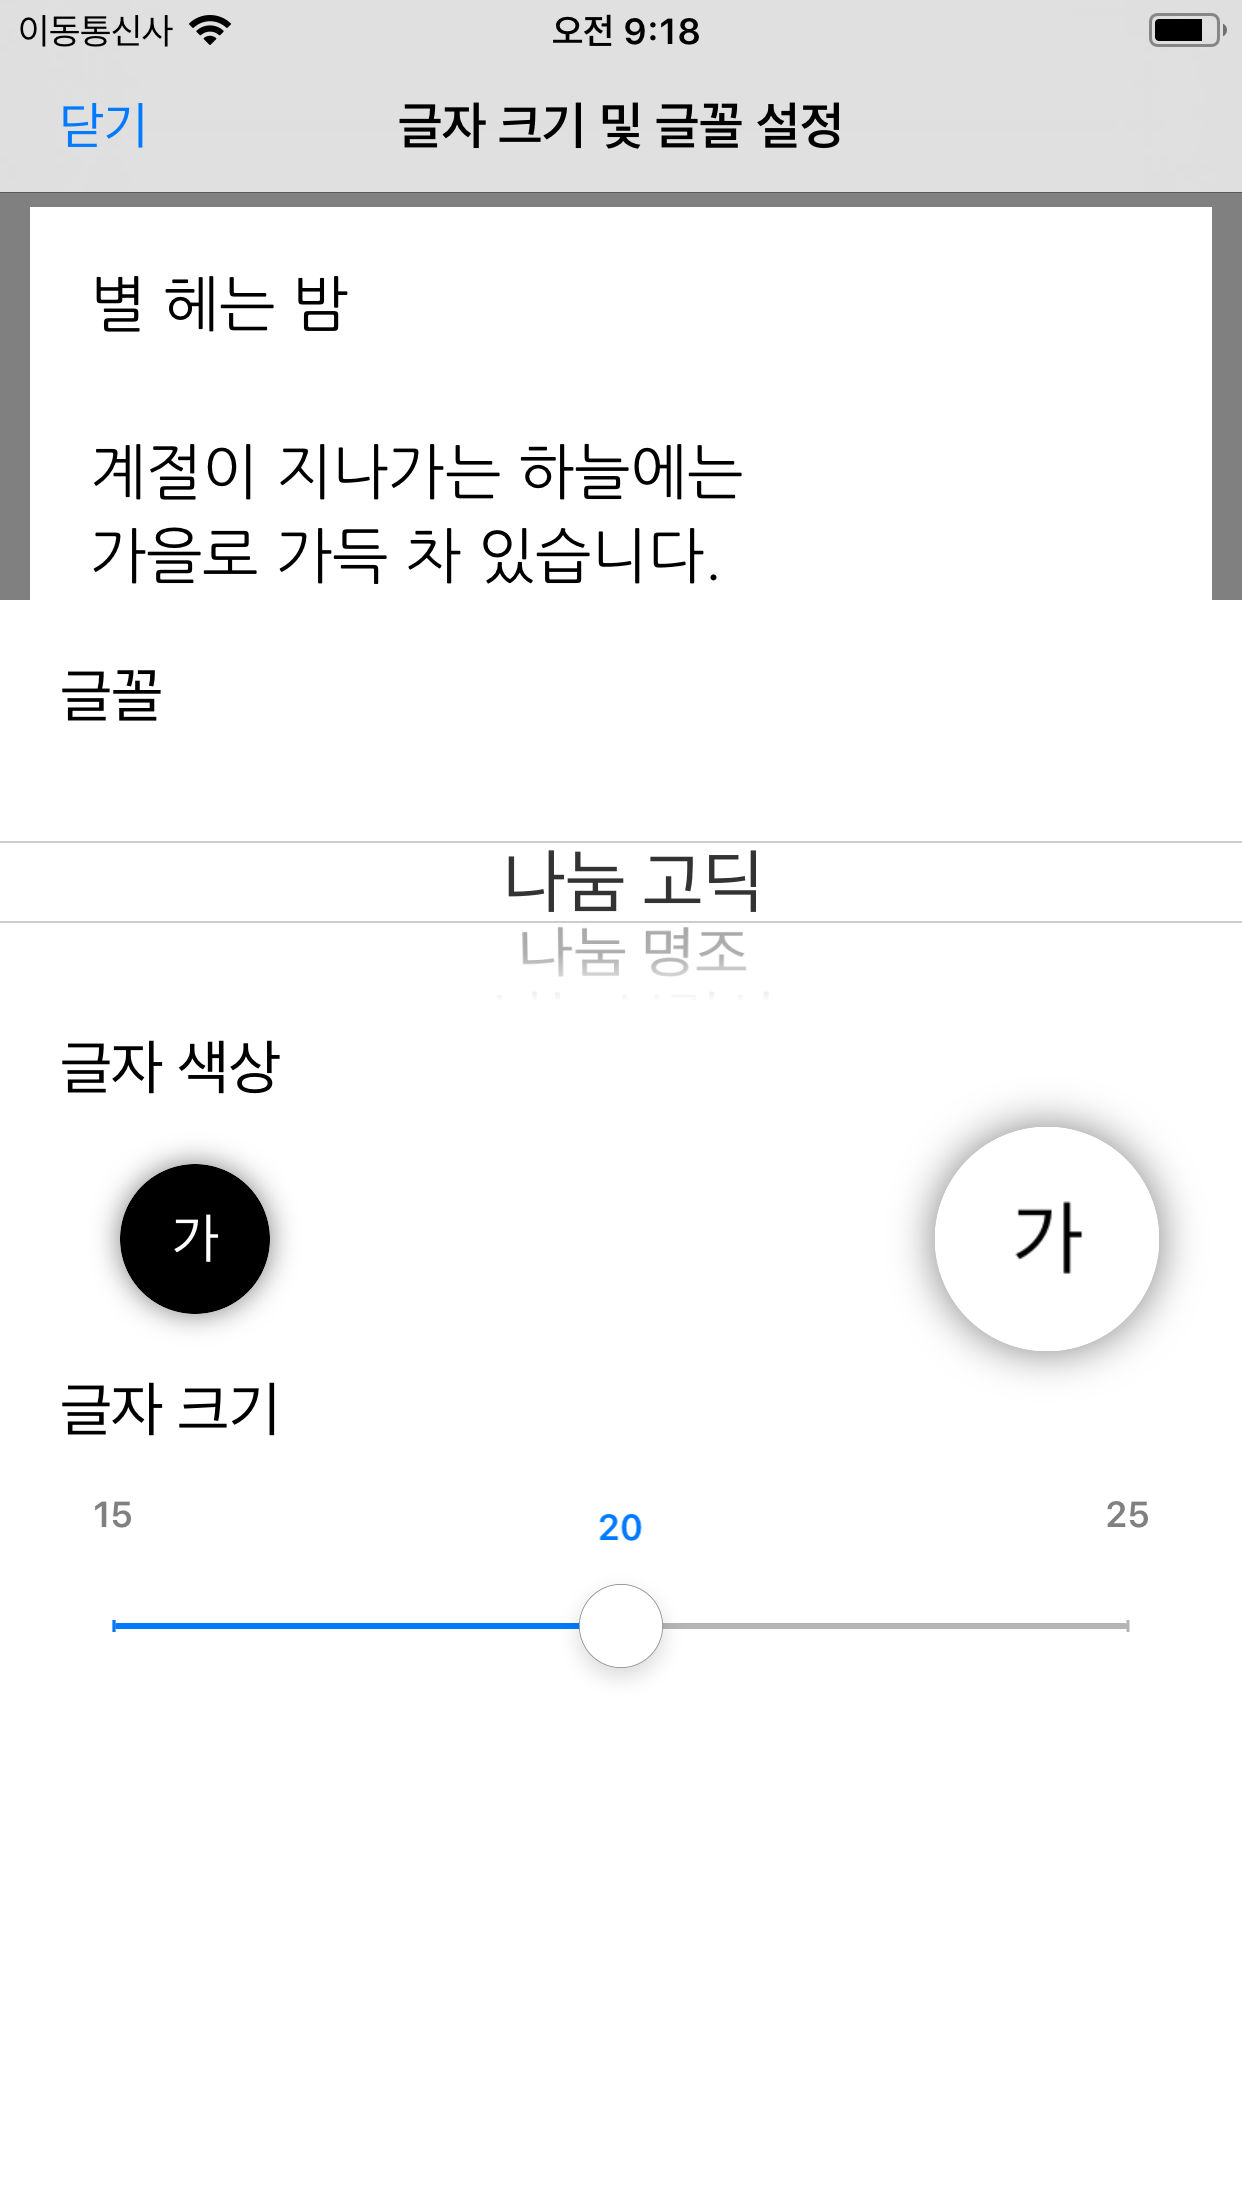 이동통신사 오전 9:18
닫기 글자 크기 및 글꼴 설정
별 헤는 밤
계절이 지나가는 하늘에는
가을로 가득 차 있습니다.
글꼴
나눔 고딕
나눔 명조
글자 색상
가 가
글자 크기
15 20 25